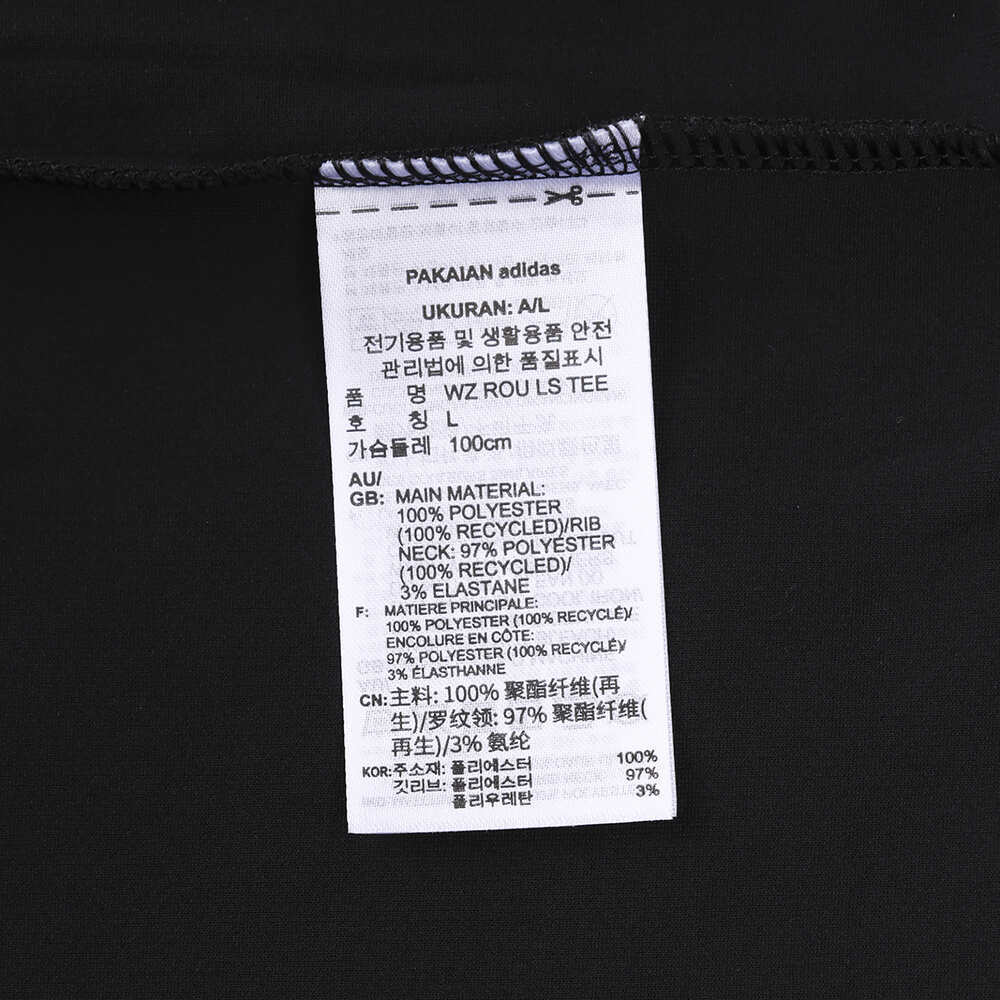 PAKAIAN adidas
UKURAN: A/L
전기용품 및 생활용품 안전
관리법에 의한 품질표시
품 명 WZ ROU LS TEE
호 칭 L
가슴둘레 100cm
AU/
GB: MAIN MATERIAL:
100% POLYESTER
(100% RECYCLED)/RIB
NECK: 97% POLYESTER
(100% RECYCLED)/
3% ELASTANE
F: MATIÈRE PRINCIPALE:
100% POLYESTER (100% RECYCLÉ)/
ENCOLURE EN CÔTE:
97% POLYESTER (100% RECYCLÉ)/
3% ÉLASTHANNE
CN: 主料: 100% 聚酯纤维(再
生)/罗纹领: 97% 聚酯纤维(
再生)/3% 氨纶
KOR: 주소재: 폴리에스터 100%
깃리브: 폴리에스터 97%
폴리우레탄 3%